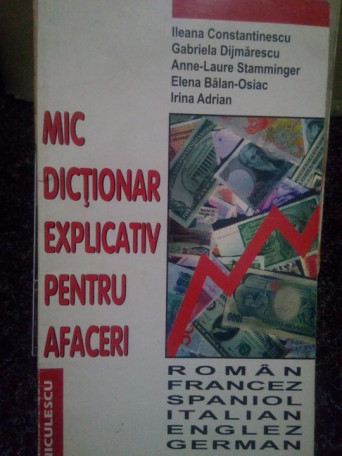 Ileana Constantinescu
Gabriela Dijmărescu
Anne-Laure Stamminger
Elena Bălan-Osiac
Irina Adrian
MIC
DICŢIONAR
EXPLICATIV
PENTRU
AFACERI
ROMÂN
FRANCEZ
SPANIOL
ITALIAN
ENGLEZ
GERMAN
NICULESCU